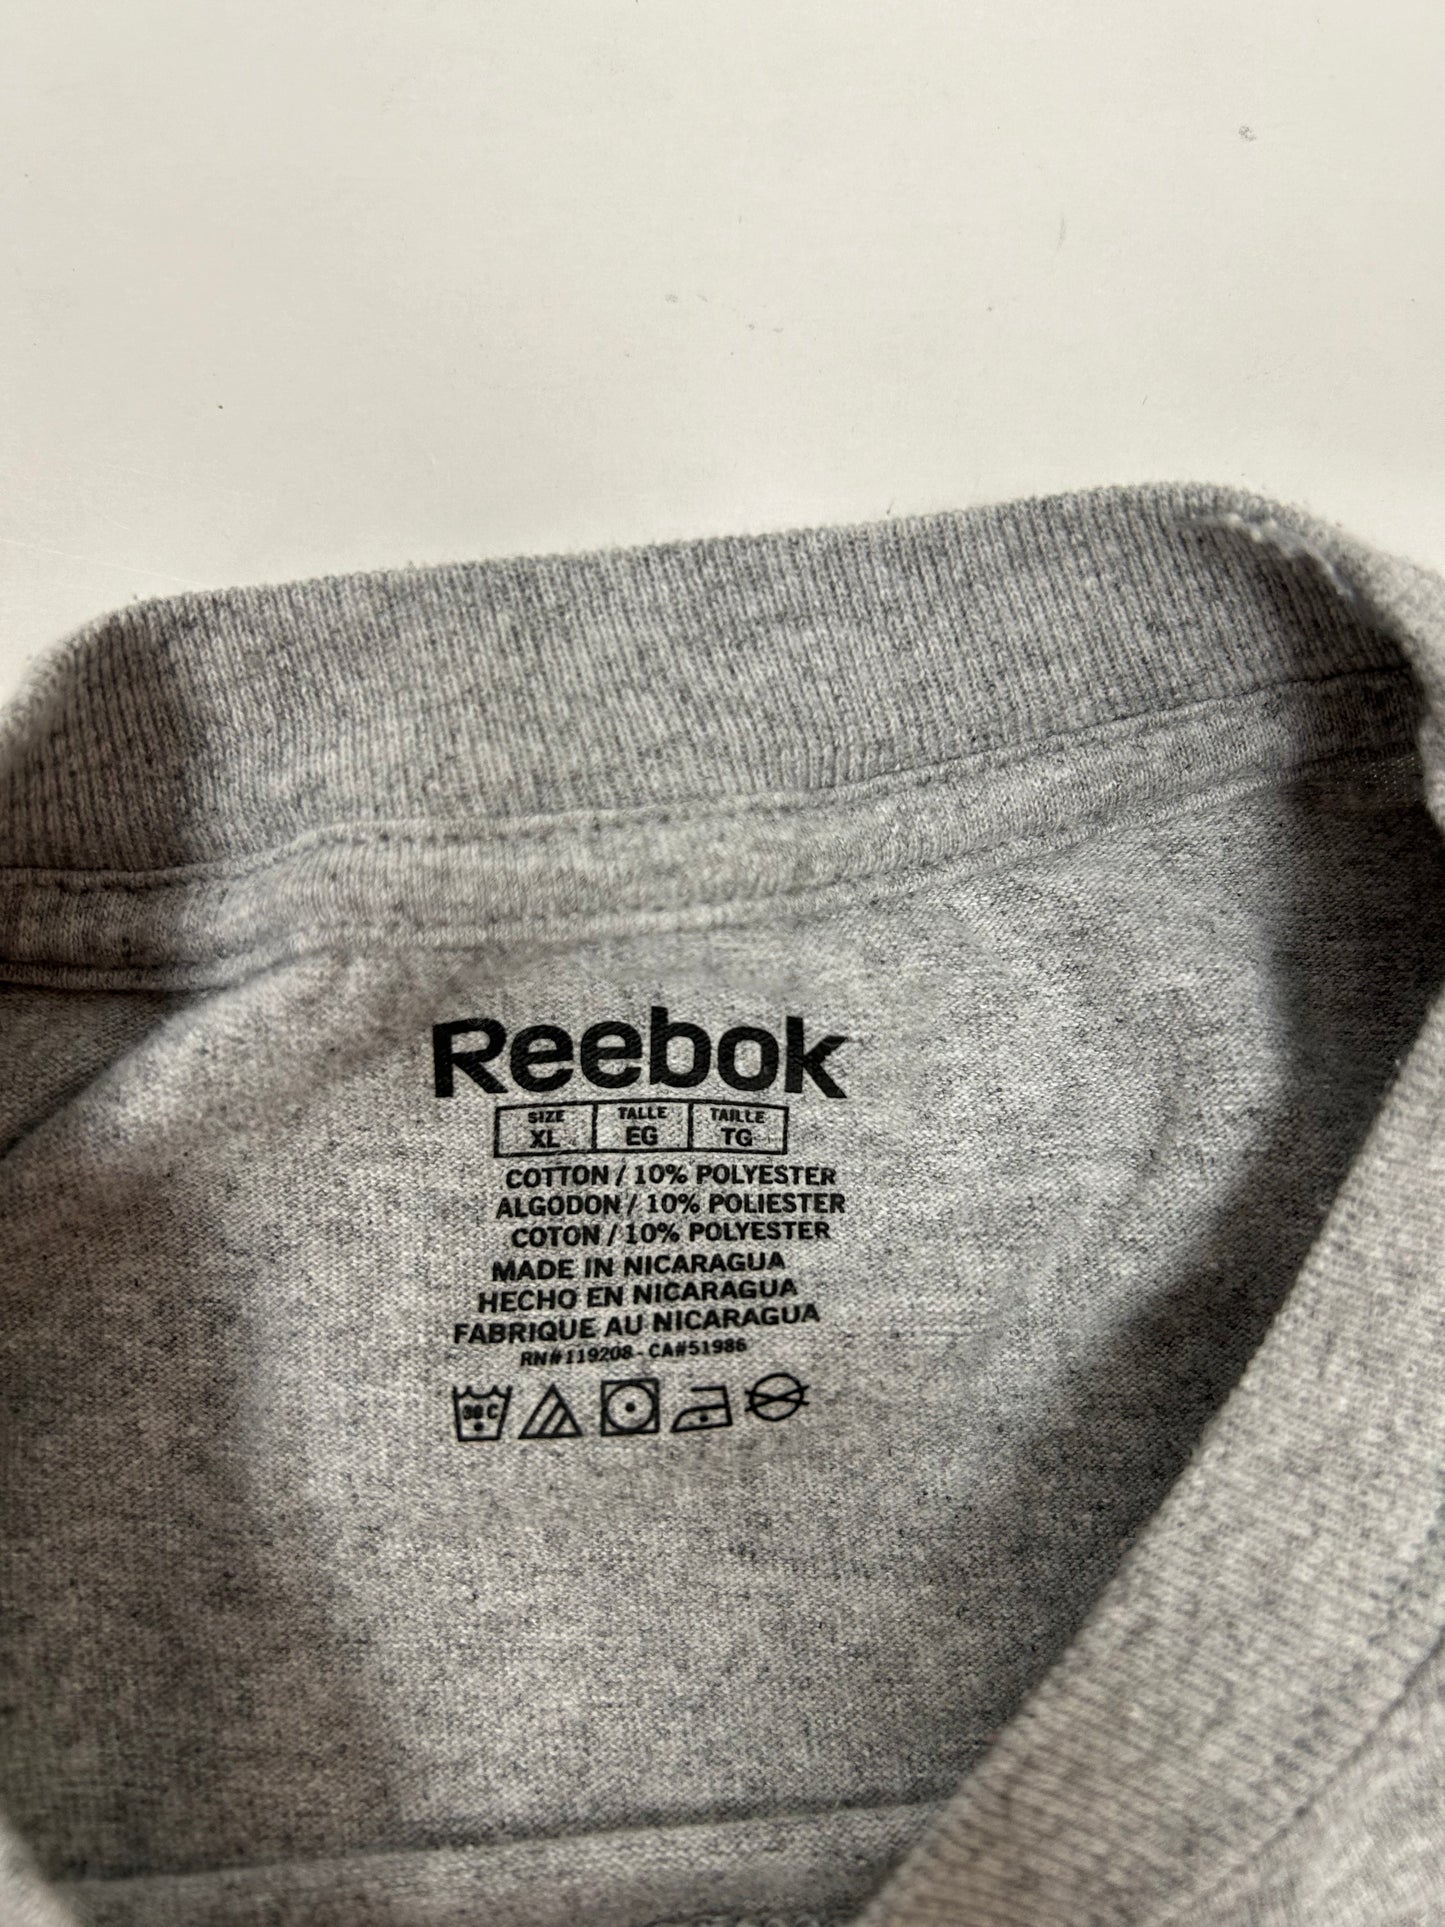 Reebok
SIZE TALLE TAILLE
XL EG TG
COTTON / 10% POLYESTER
ALGODON / 10% POLIESTER
COTON / 10% POLYESTER
MADE IN NICARAGUA
HECHO EN NICARAGUA
FABRIQUE AU NICARAGUA
RN#119208 - CA#51986
30 C